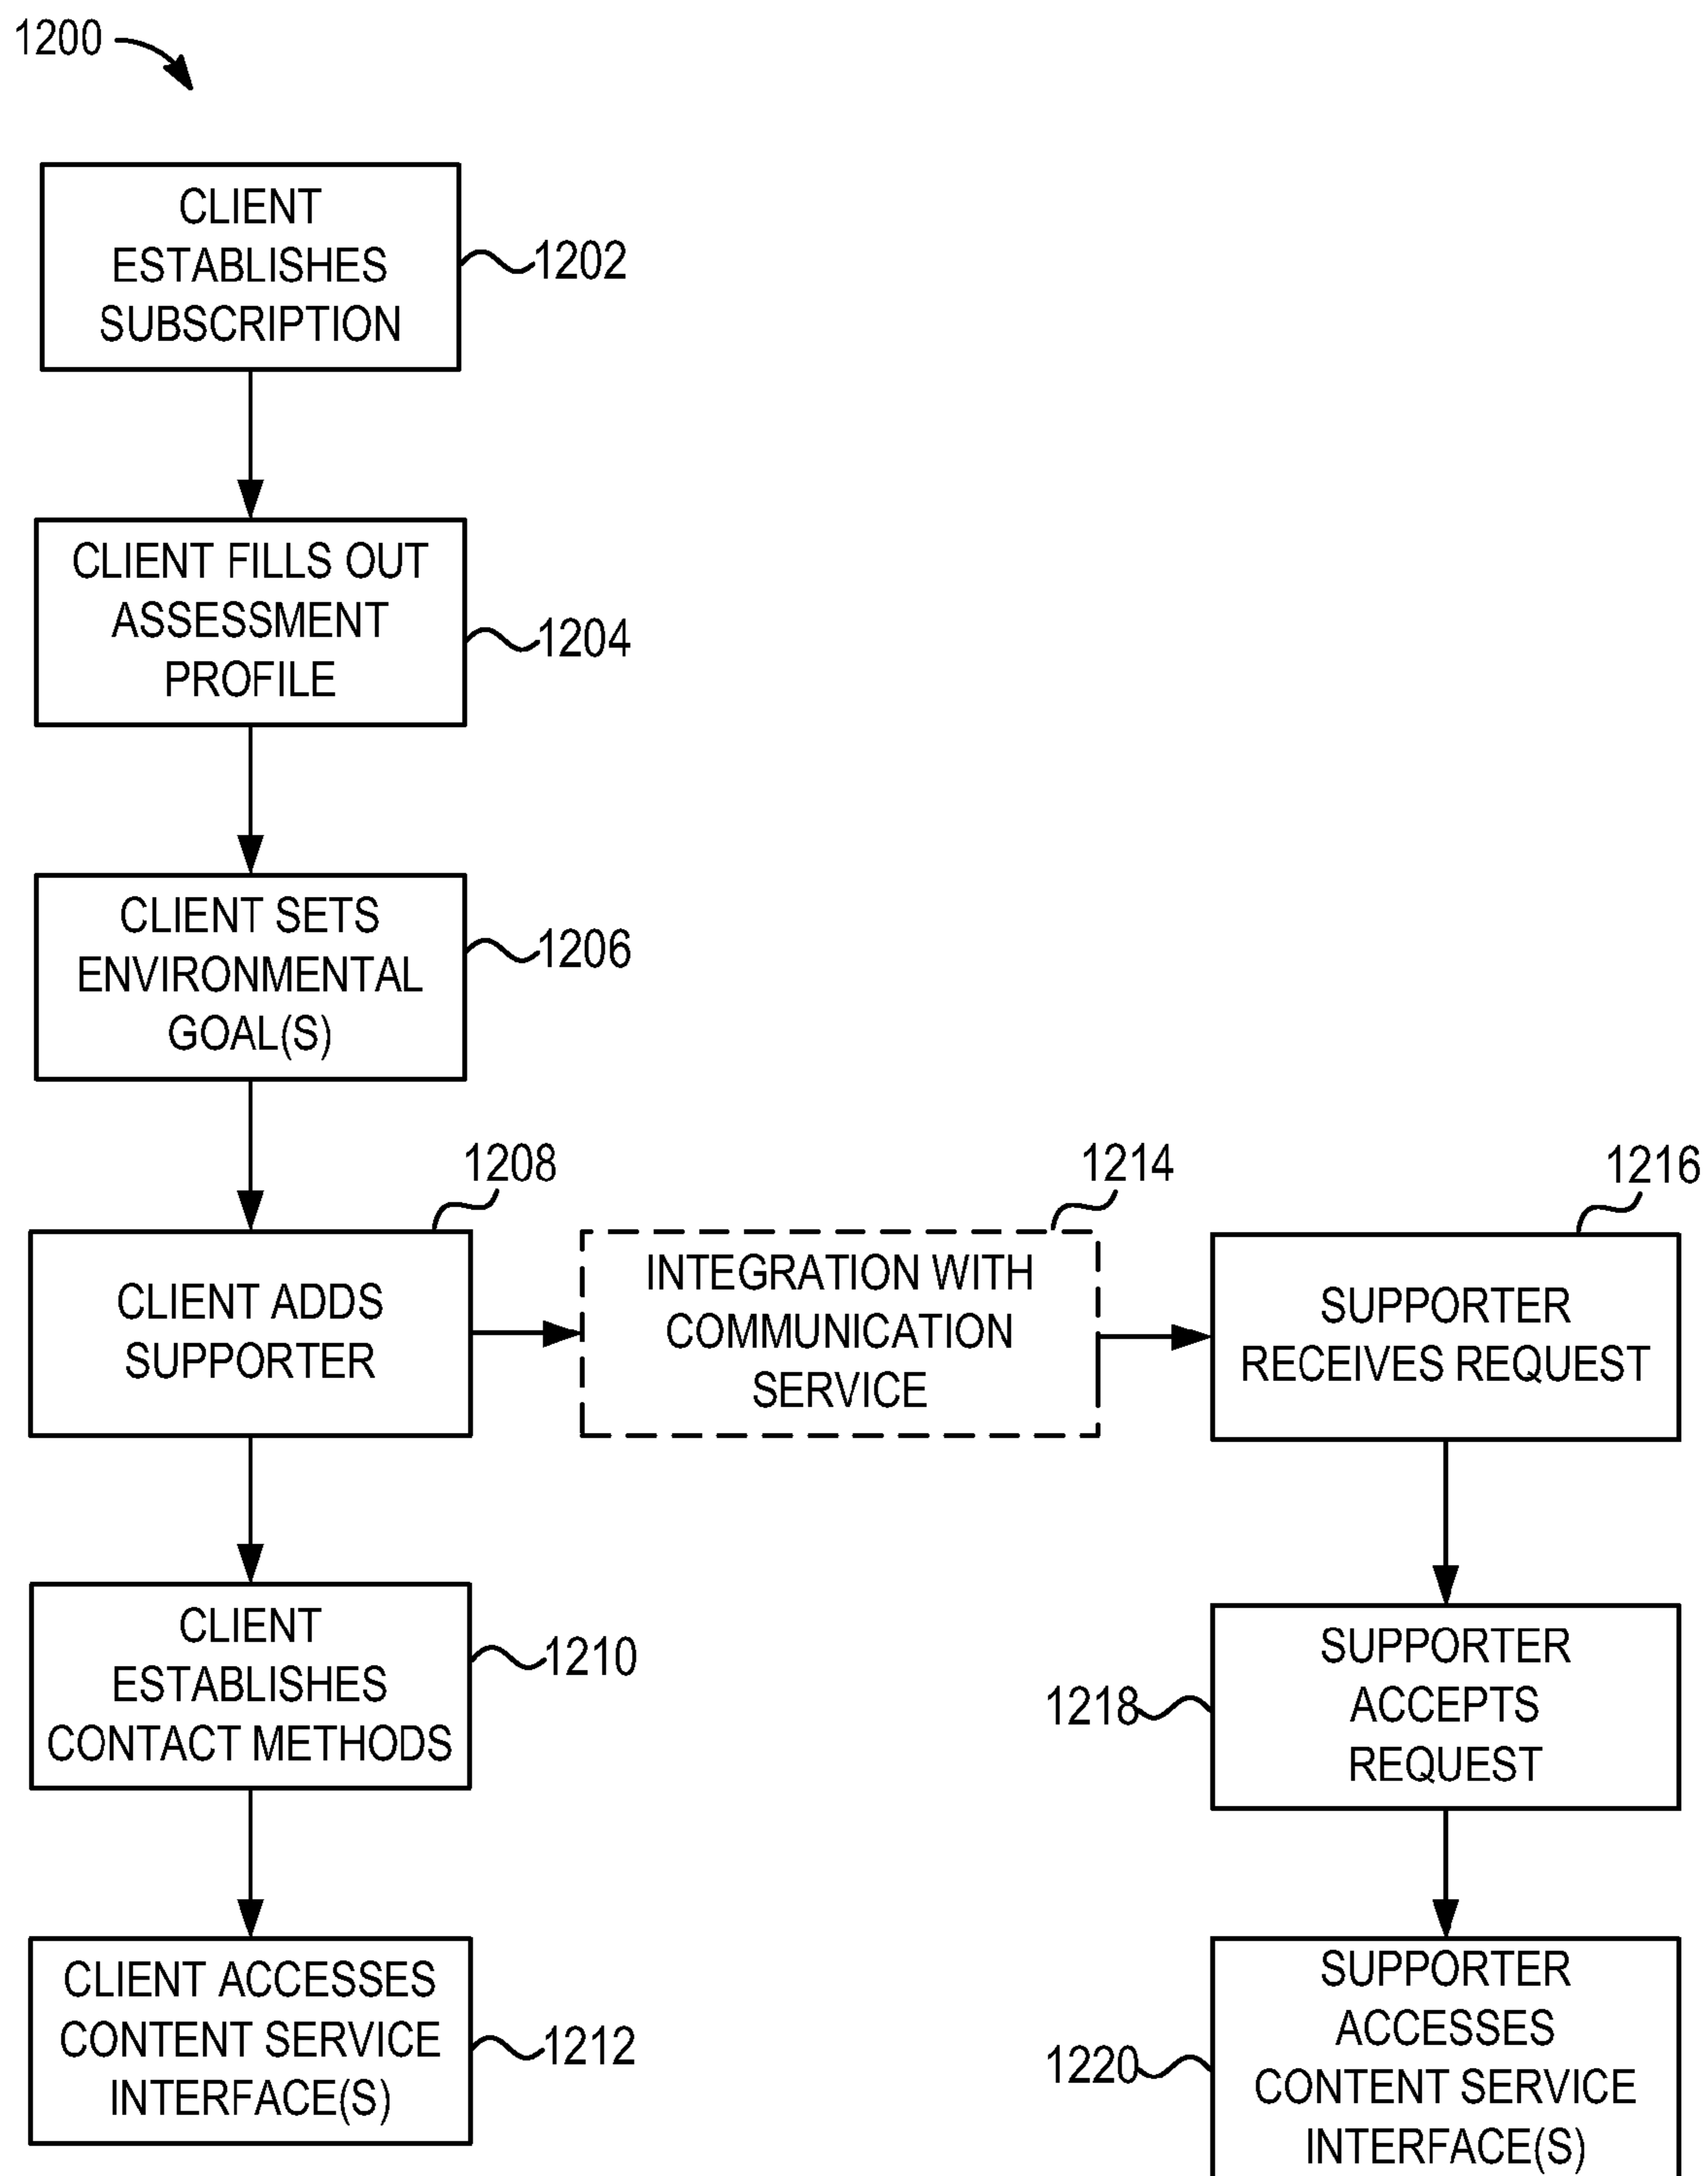 1200
CLIENT
ESTABLISHES
SUBSCRIPTION
1202
CLIENT FILLS OUT
ASSESSMENT
PROFILE
1204
CLIENT SETS
ENVIRONMENTAL
GOAL(S)
1206
1208
CLIENT ADDS
SUPPORTER
1214
INTEGRATION WITH
COMMUNICATION
SERVICE
1216
SUPPORTER
RECEIVES REQUEST
CLIENT
ESTABLISHES
CONTACT METHODS
1210
1218
SUPPORTER
ACCEPTS
REQUEST
CLIENT ACCESSES
CONTENT SERVICE
INTERFACE(S)
1212
1220
SUPPORTER
ACCESSES
CONTENT SERVICE
INTERFACE(S)